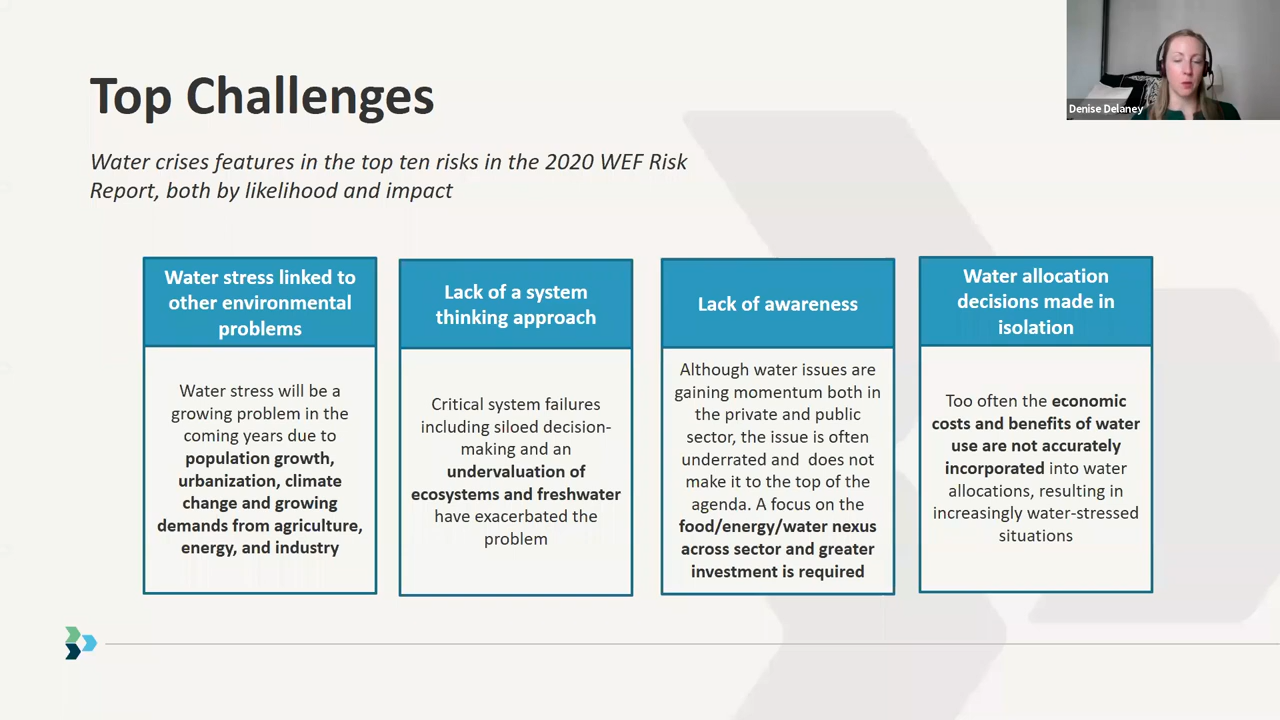 Top Challenges
Water crises features in the top ten risks in the 2020 WEF Risk
Report, both by likelihood and impact
Denise Delaney
Water stress linked to
other environmental
problems
Water stress will be a
growing problem in the
coming years due to
population growth,
urbanization, climate
change and growing
demands from agriculture,
energy, and industry
Lack of a system
thinking approach
Critical system failures
including siloed decision-
making and an
undervaluation of
ecosystems and freshwater
have exacerbated the
problem
Lack of awareness
Although water issues are
gaining momentum both in
the private and public
sector, the issue is often
underrated and does not
make it to the top of the
agenda. A focus on the
food/energy/water nexus
across sector and greater
investment is required
Water allocation
decisions made in
isolation
Too often the economic
costs and benefits of water
use are not accurately
incorporated into water
allocations, resulting in
increasingly water-stressed
situations